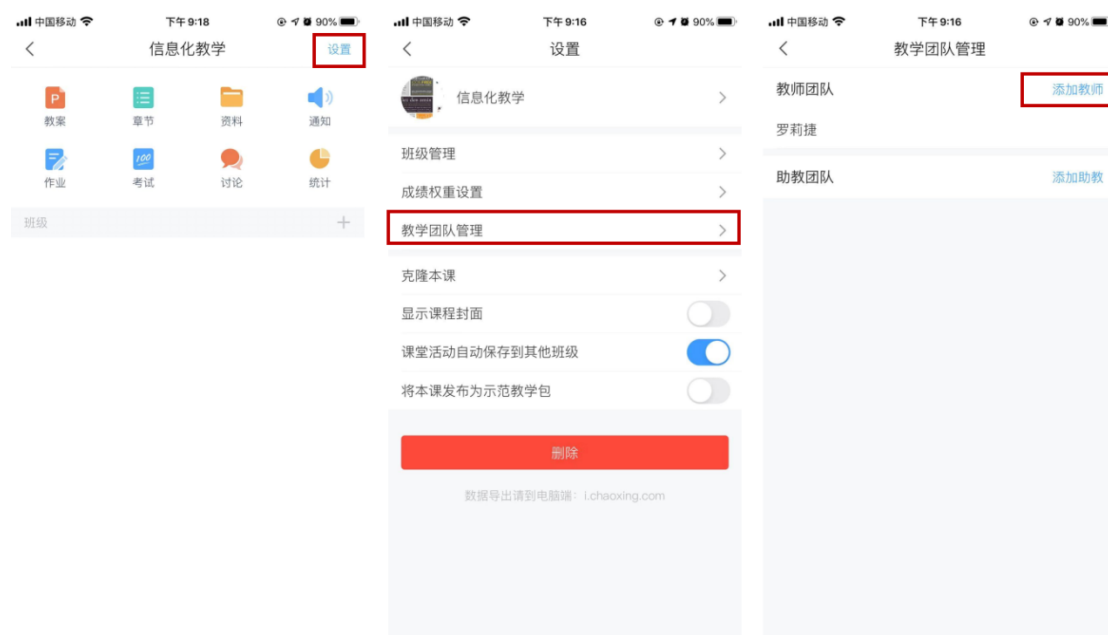 中国移动 下午 9:18 90%
信息化教学 设置
教案 章节 资料 通知
作业 考试 讨论 统计
班级
中国移动 下午 9:16 90%
设置
信息化教学
班级管理
成绩权重设置
教学团队管理
克隆本课
显示课程封面
课堂活动自动保存到其他班级
将本课发布为示范教学包
删除
数据导出请到电脑端：i.chaoxing.com
中国移动 下午 9:16 90%
教学团队管理
教师团队 添加教师
罗莉捷
助教团队 添加助教